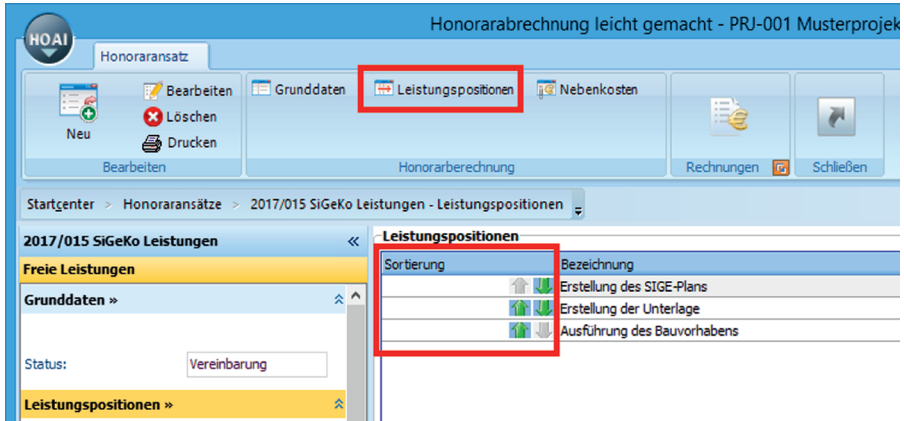 Honorarabrechnung leicht gemacht - PRJ-001 Musterprojek
HOAI
Honoraransatz
Neu
Bearbeiten
Löschen
Drucken
Bearbeiten
Grunddaten
Leistungspositionen
Nebenkosten
Honorarberechnung
Rechnungen
Schließen
Startcenter > Honoraransätze > 2017/015 SiGeKo Leistungen - Leistungspositionen
2017/015 SiGeKo Leistungen «
Freie Leistungen
Grunddaten »
Status: Vereinbarung
Leistungspositionen »
Leistungspositionen
Sortierung Bezeichnung
Erstellung des SIGE-Plans
Erstellung der Unterlage
Ausführung des Bauvorhabens